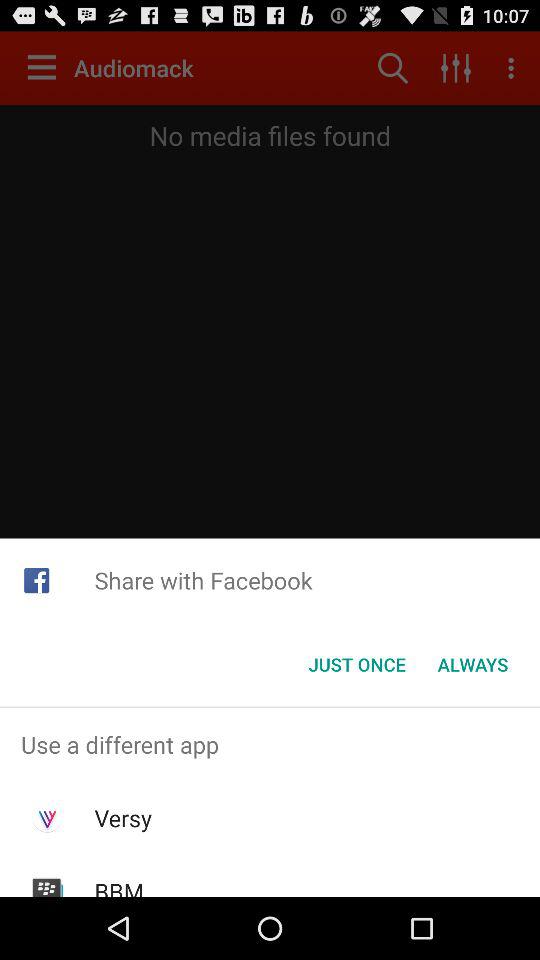 10:07
Audiomack
No media files found
Share with Facebook
JUST ONCE ALWAYS
Use a different app
Versy
BBM